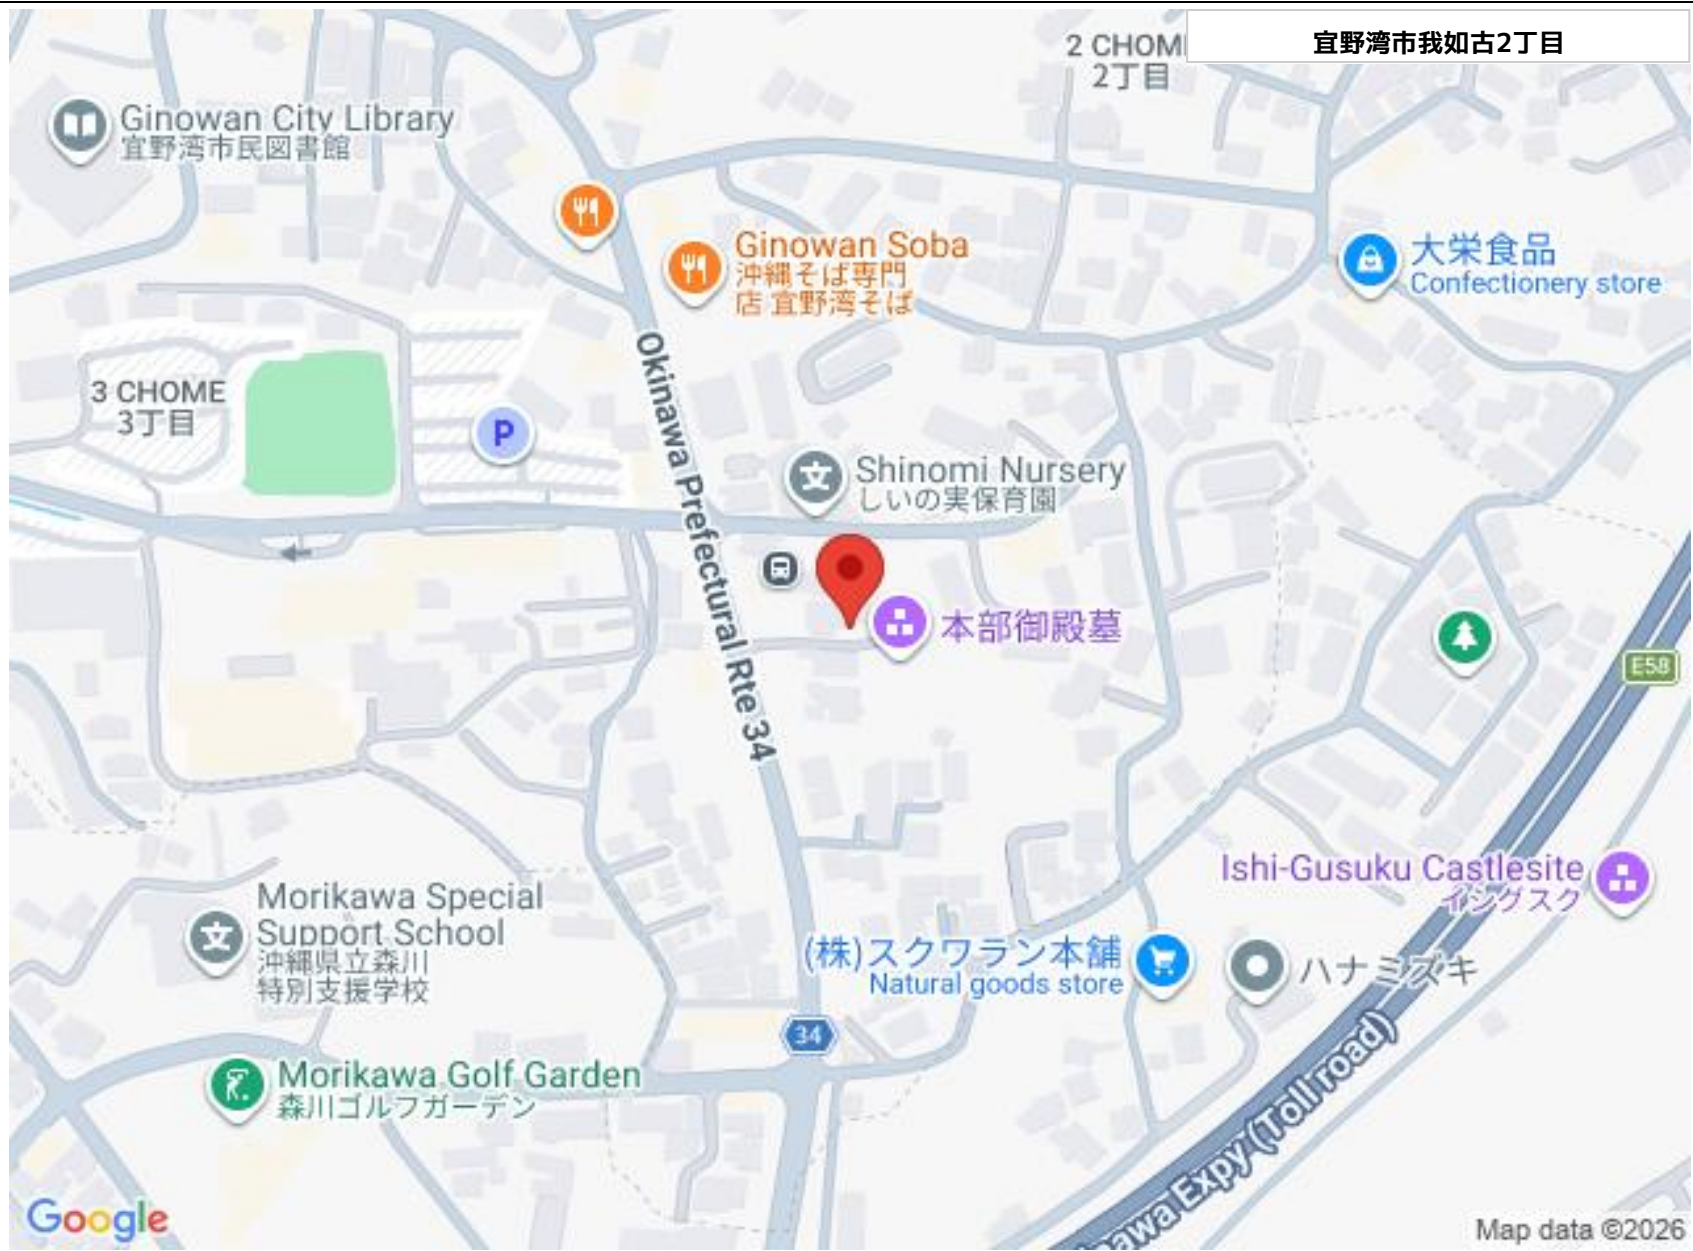 宜野湾市我如古2丁目
2 CHOM
2丁目
Ginowan City Library
宜野湾市民図書館
Ginowan Soba
沖縄そば専門
店 宜野湾そば
大栄食品
Confectionery store
3 CHOME
3丁目
P
Okinawa Prefectural Rte 34
Shinomi Nursery
しいの実保育園
文
本部御殿墓
E58
Ishi-Gusuku Castlesite
イシグスク
Morikawa Special
Support School
沖縄県立森川
特別支援学校
文
(株)スクワラン本舗
Natural goods store
ハナミズキ
34
Morikawa Golf Garden
森川ゴルフガーデン
nawa Expy (Toll road)
Google
Map data ©2026